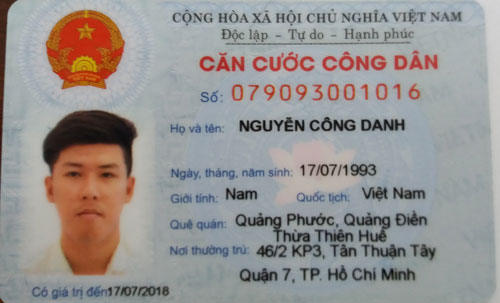 CỘNG HÒA XÃ HỘI CHỦ NGHĨA VIỆT NAM
Độc lập - Tự do - Hạnh phúc
CĂN CƯỚC CÔNG DÂN
Số: 079093001016
Họ và tên: NGUYỄN CÔNG DANH
Ngày, tháng, năm sinh: 17/07/1993
Giới tính: Nam Quốc tịch: Việt Nam
Quê quán: Quảng Phước, Quảng Điền
Thừa Thiên Huế
Nơi thường trú: 46/2 KP3, Tân Thuận Tây
Quận 7, TP. Hồ Chí Minh
Có giá trị đến: 17/07/2018